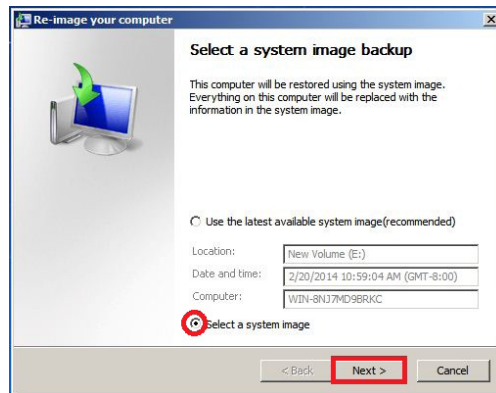 Re-image your computer
Select a system image backup
This computer will be restored using the system image.
Everything on this computer will be replaced with the
information in the system image.
Use the latest available system image(recommended)
Location: New Volume (E:)
Date and time: 2/20/2014 10:59:04 AM (GMT-8:00)
Computer: WIN-8NJ7MD9BRKC
Select a system image
< Back Next > Cancel